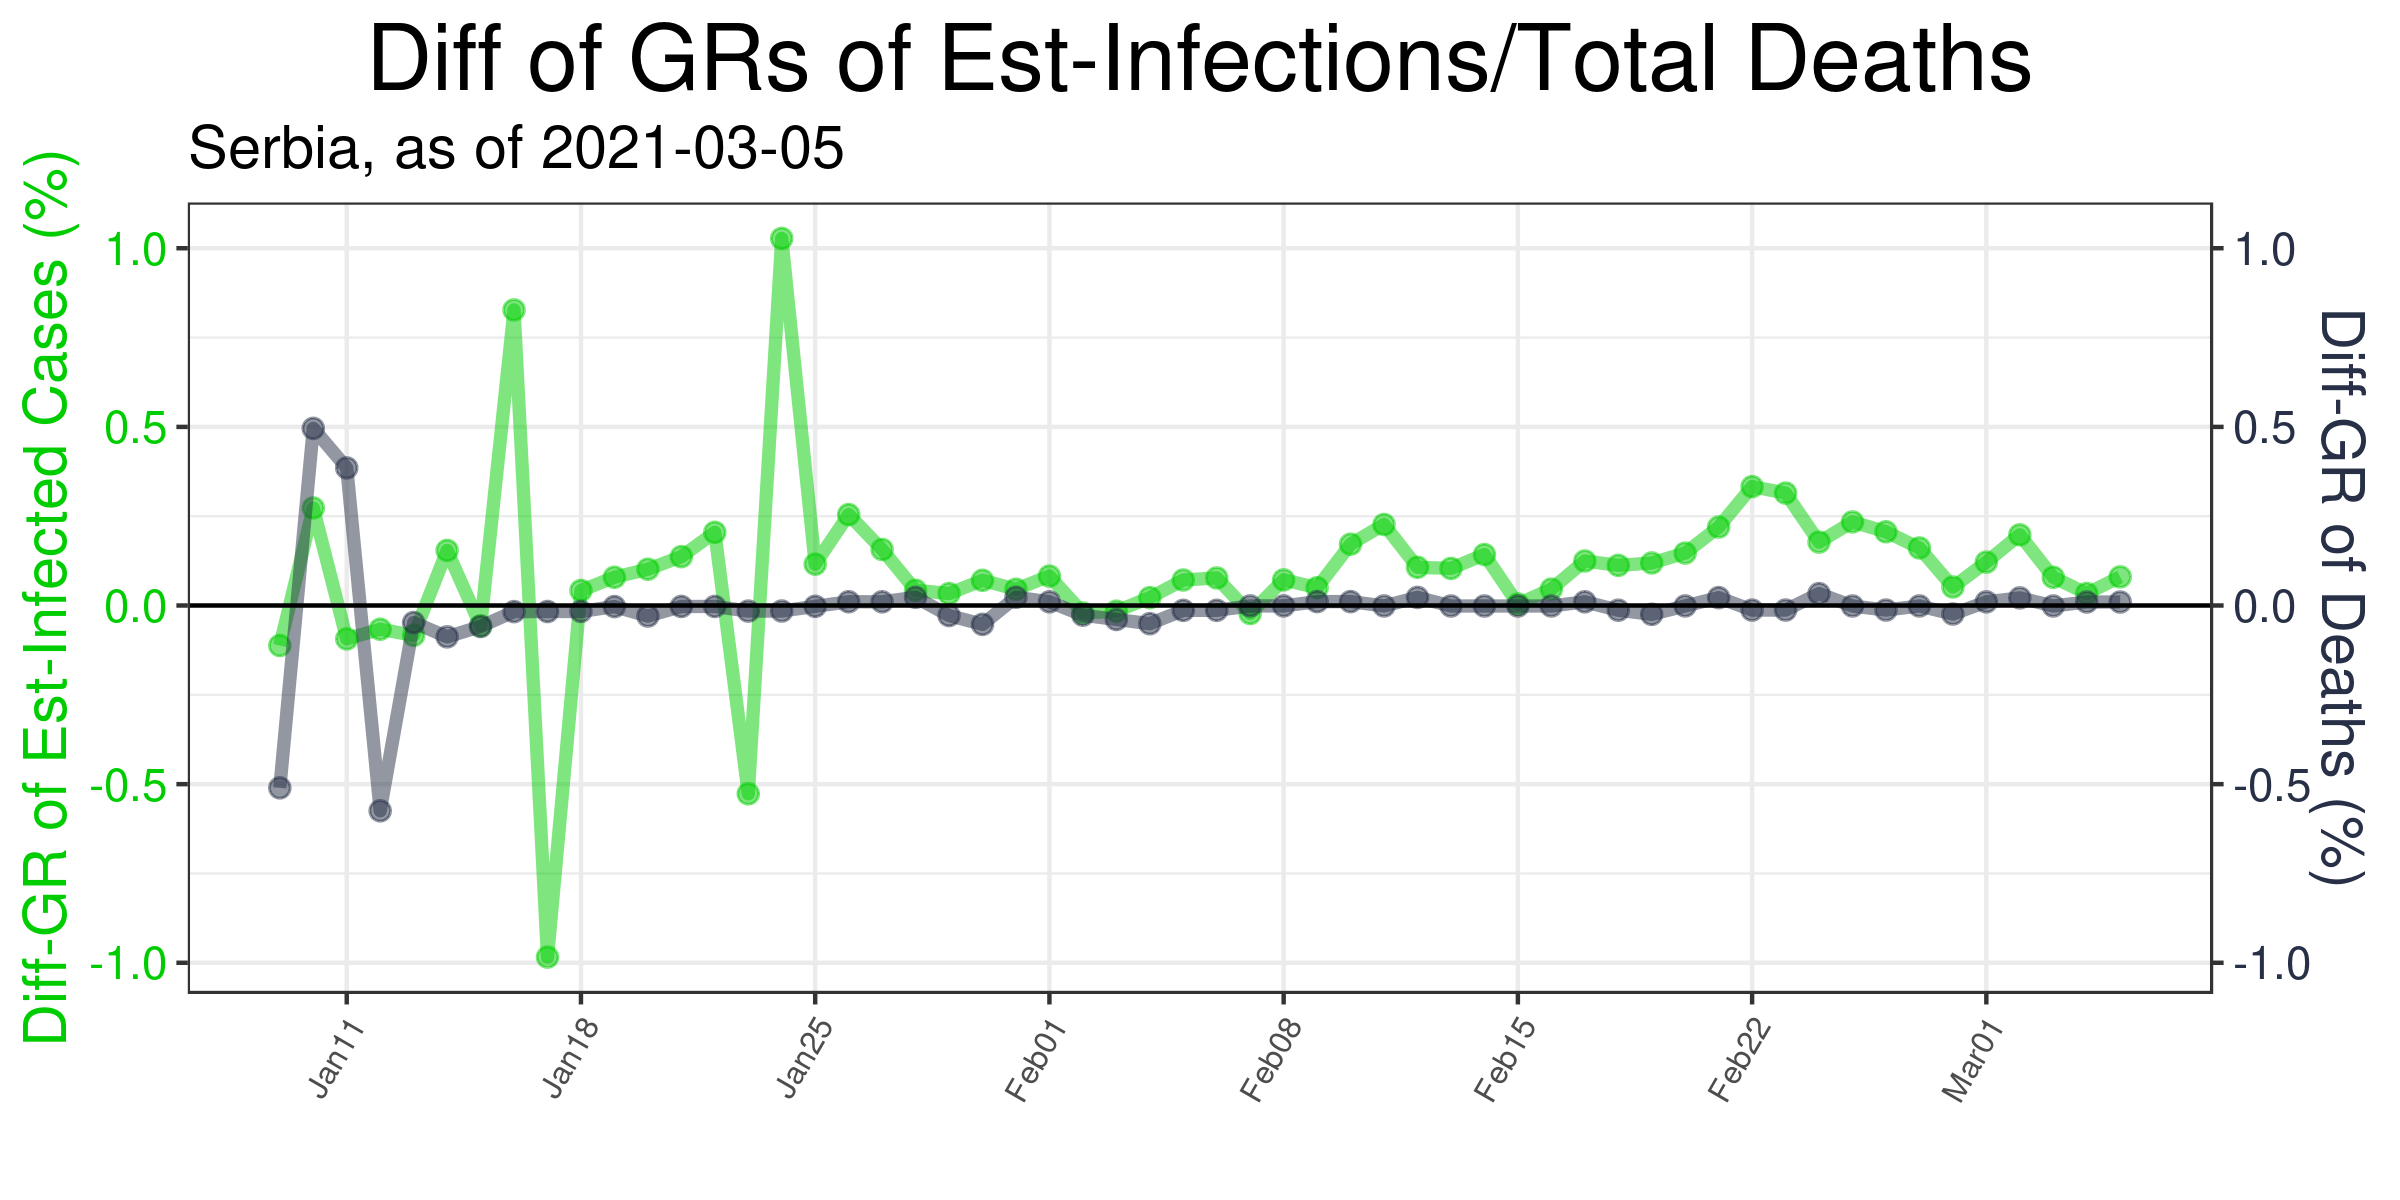 Diff of GRs of Est-Infections/Total Deaths
Serbia, as of 2021-03-05
Diff-GR of Est-Infected Cases (%)
1.0
0.5
0.0
-0.5
-1.0
1.0
0.5
0.0
-0.5
-1.0
Diff-GR of Deaths (%)
Jan11
Jan18
Jan25
Feb01
Feb08
Feb15
Feb22
Mar01